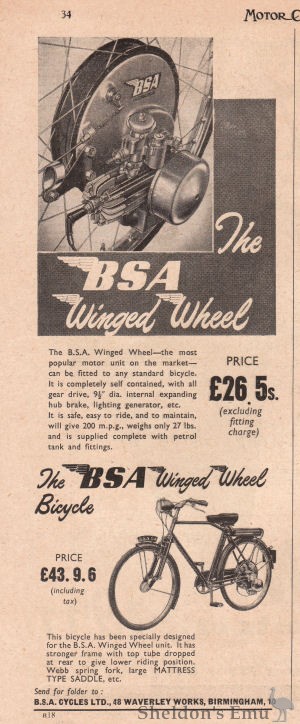 34
MOTOR C
BSA
The
BSA
Winged Wheel
The B.S.A. Winged Wheel—the most
popular motor unit on the market—
can be fitted to any standard bicycle.
It is completely self contained, with all
gear drive, 9½" dia. internal expanding
hub brake, lighting generator, etc.
It is safe, easy to ride, and to maintain,
will give 200 m.p.g., weighs only 27 lbs.
and is supplied complete with petrol
tank and fittings.
PRICE
£26.5s.
(excluding
fitting
charge)
The BSA Winged Wheel
Bicycle
PRICE
£43.9.6
(including
tax)
This bicycle has been specially designed
for the B.S.A. Winged Wheel unit. It has
stronger frame with top tube dropped
at rear to give lower riding position.
Webb spring fork, large MATTRESS
TYPE SADDLE, etc.
Send for folder to :
B.S.A. CYCLES LTD., 48 WAVERLEY WORKS, BIRMINGHAM, 1
B18
Sheldon's Emu